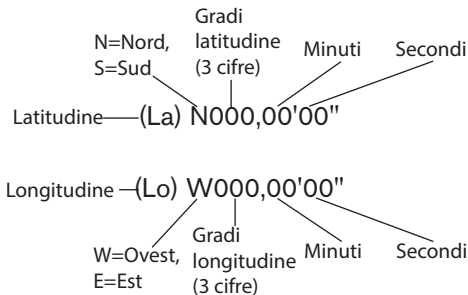 N=Nord,
S=Sud
Gradi
latitudine
(3 cifre)
Minuti
Secondi
Latitudine (La) N000,00'00"
Longitudine (Lo) W000,00'00"
W=Ovest,
E=Est
Gradi
longitudine
(3 cifre)
Minuti
Secondi